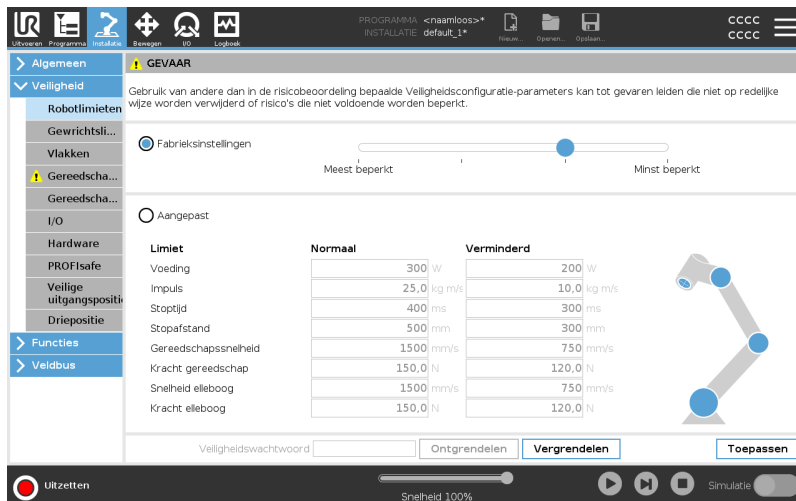 PROGRAMMA <naamloos>*
INSTALLATIE default_1*
CCCC
CCCC
Uitvoeren Programma Installatie Bewegen I/O Logboek Nieuw... Openen... Opslaan...
Algemeen
Veiligheid
Robotlimieten
Gewrichtsli...
Vlakken
Gereedscha...
Gereedscha...
I/O
Hardware
PROFIsafe
Veilige
uitgangspositi
Driepositie
Functies
Veldbus
GEVAAR
Gebruik van andere dan in de risicobeoordeling bepaalde Veiligheidsconfiguratie-parameters kan tot gevaren leiden die niet op redelijke
wijze worden verwijderd of risico's die niet voldoende worden beperkt.
Fabrieksinstellingen
Meest beperkt Minst beperkt
Aangepast
Limiet Normaal Verminderd
Voeding 300 W 200 W
Impuls 25,0 kg m/s 10,0 kg m/s
Stoptijd 400 ms 300 ms
Stopafstand 500 mm 300 mm
Gereedschapssnelheid 1500 mm/s 750 mm/s
Kracht gereedschap 150,0 N 120,0 N
Snelheid elleboog 1500 mm/s 750 mm/s
Kracht elleboog 150,0 N 120,0 N
Veiligheidswachtwoord Ontgrendelen Vergrendelen Toepassen
Uitzetten
Snelheid 100%
Simulatie